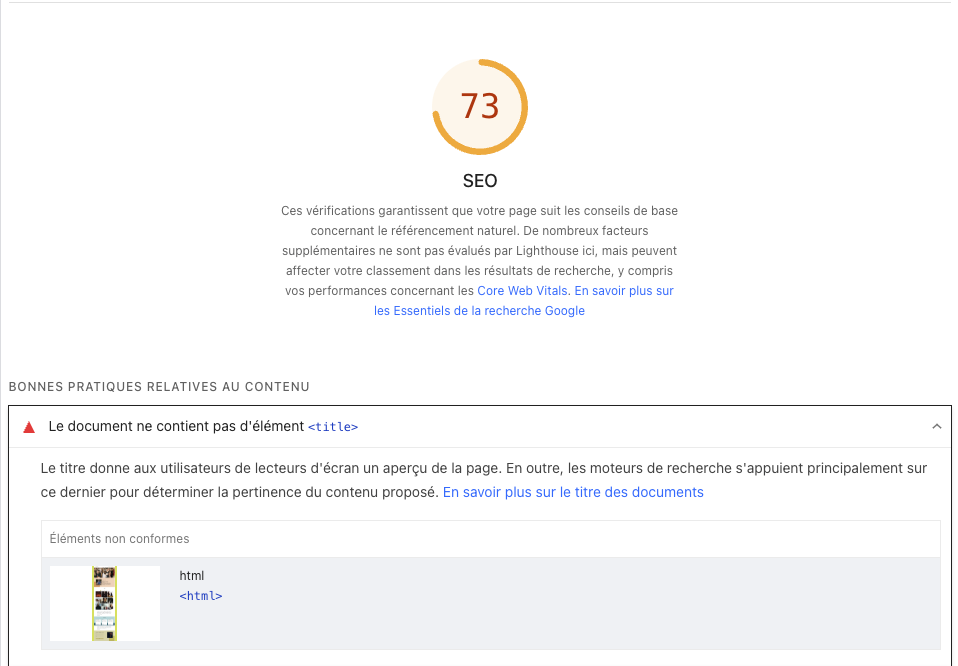 73
SEO
Ces vérifications garantissent que votre page suit les conseils de base
concernant le référencement naturel. De nombreux facteurs
supplémentaires ne sont pas évalués par Lighthouse ici, mais peuvent
affecter votre classement dans les résultats de recherche, y compris
vos performances concernant les Core Web Vitals. En savoir plus sur
les Essentiels de la recherche Google
BONNES PRATIQUES RELATIVES AU CONTENU
Le document ne contient pas d'élément <title>
Le titre donne aux utilisateurs de lecteurs d'écran un aperçu de la page. En outre, les moteurs de recherche s'appuient principalement sur
ce dernier pour déterminer la pertinence du contenu proposé. En savoir plus sur le titre des documents
Éléments non conformes
html
<html>